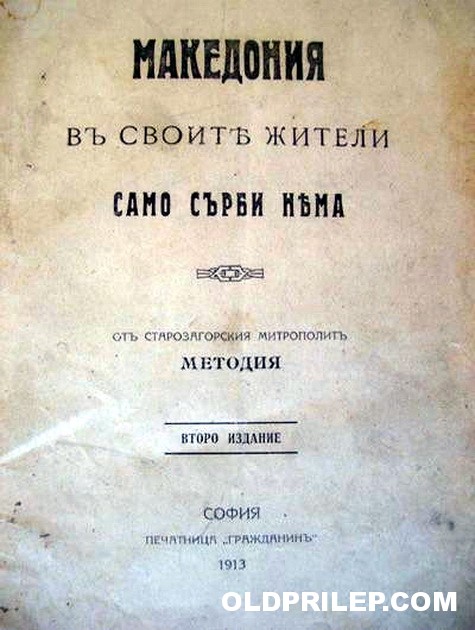 МАКЕДОНИЯ
ВЪ СВОИТѢ ЖИТЕЛИ
САМО СЪРБИ НѢМА
ОТЪ СТАРОЗАГОРСКИЯ МИТРОПОЛИТЪ
МЕТОДИЯ
ВТОРО ИЗДАНИЕ
СОФИЯ
ПЕЧАТНИЦА „ГРАЖДАНИНЪ“
1913
OLDPRILEP.COM